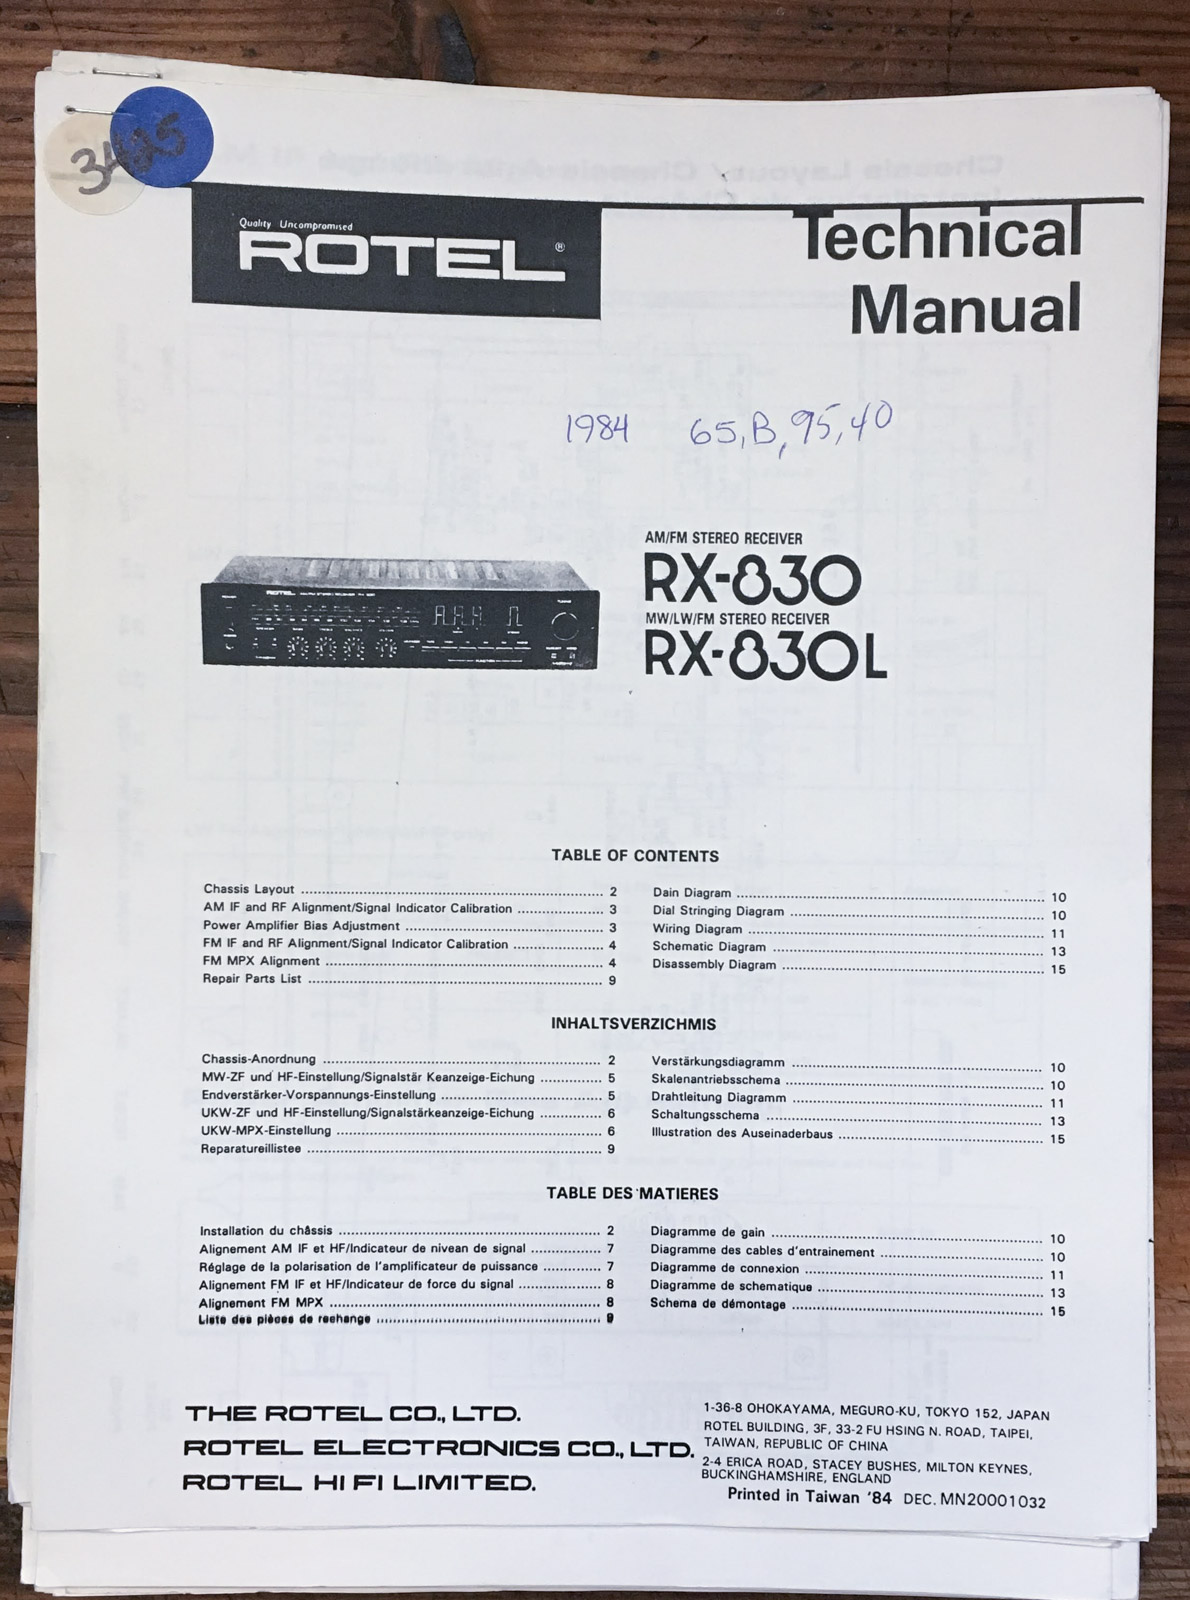 Quality Uncompromised
ROTEL®
Technical
Manual
1984 65, B, 95, 40
AM/FM STEREO RECEIVER
RX-830
MW/LW/FM STEREO RECEIVER
RX-830L
ROTEL
TABLE OF CONTENTS
Chassis Layout 2
AM IF and RF Alignment/Signal Indicator Calibration 3
Power Amplifier Bias Adjustment 3
FM IF and RF Alignment/Signal Indicator Calibration 4
FM MPX Alignment 4
Repair Parts List 9
Dain Diagram 10
Dial Stringing Diagram 10
Wiring Diagram 11
Schematic Diagram 13
Disassembly Diagram 15
INHALTSVERZICHMIS
Chassis-Anordnung 2
MW-ZF und HF-Einstellung/Signalstär Keanzeige-Eichung 5
Endverstärker-Vorspannungs-Einstellung 5
UKW-ZF und HF-Einstellung/Signalstärkeanzeige-Eichung 6
UKW-MPX-Einstellung 6
Reparatureillistee 9
Verstärkungsdiagramm 10
Skalenantriebsschema 10
Drahtleitung Diagramm 11
Schaltungsschema 13
Illustration des Auseinaderbaus 15
TABLE DES MATIERES
Installation du châssis 2
Alignement AM IF et HF/Indicateur de nivean de signal 7
Réglage de la polarisation de l'amplificateur de puissance 7
Alignement FM IF et HF/Indicateur de force du signal 8
Alignement FM MPX 8
Liste des pièces de rechange 9
Diagramme de gain 10
Diagramme des cables d'entrainement 10
Diagramme de connexion 11
Diagramme de schematique 13
Schema de démontage 15
THE ROTEL CO., LTD.
ROTEL ELECTRONICS CO., LTD.
ROTEL HI FI LIMITED.
1-36-8 OHOKAYAMA, MEGURO-KU, TOKYO 152, JAPAN
ROTEL BUILDING, 3F, 33-2 FU HSING N. ROAD, TAIPEI,
TAIWAN, REPUBLIC OF CHINA
2-4 ERICA ROAD, STACEY BUSHES, MILTON KEYNES,
BUCKINGHAMSHIRE, ENGLAND
Printed in Taiwan '84 DEC. MN20001032